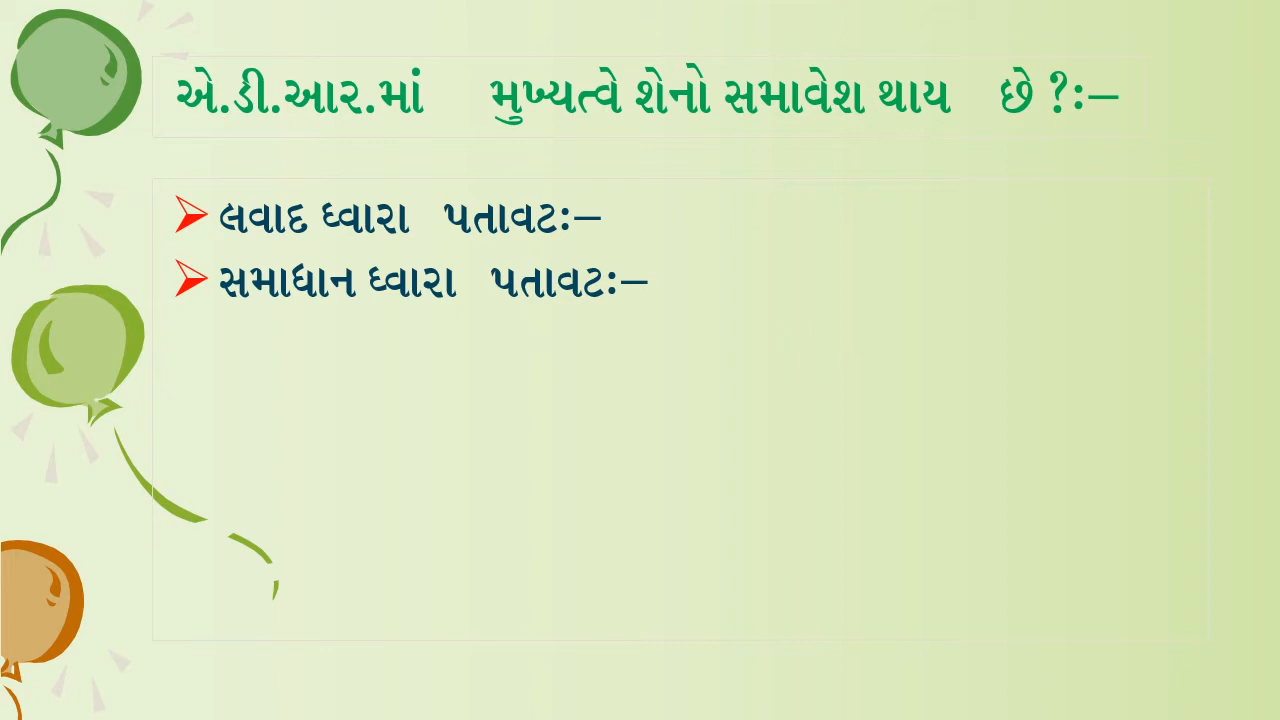 એ.ડી.આર.માં મુખ્યત્વે શેનો સમાવેશ થાય છે ?:–
લવાદ ધ્વારા પતાવટ:–
સમાધાન ધ્વારા પતાવટ:–